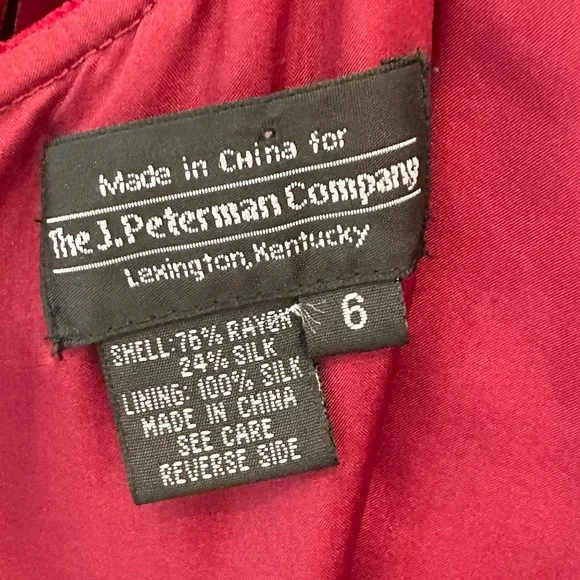 Made in China for
The J. Peterman Company
Lexington, Kentucky
6
SHELL: 76% RAYON
24% SILK
LINING: 100% SILK
MADE IN CHINA
SEE CARE
REVERSE SIDE